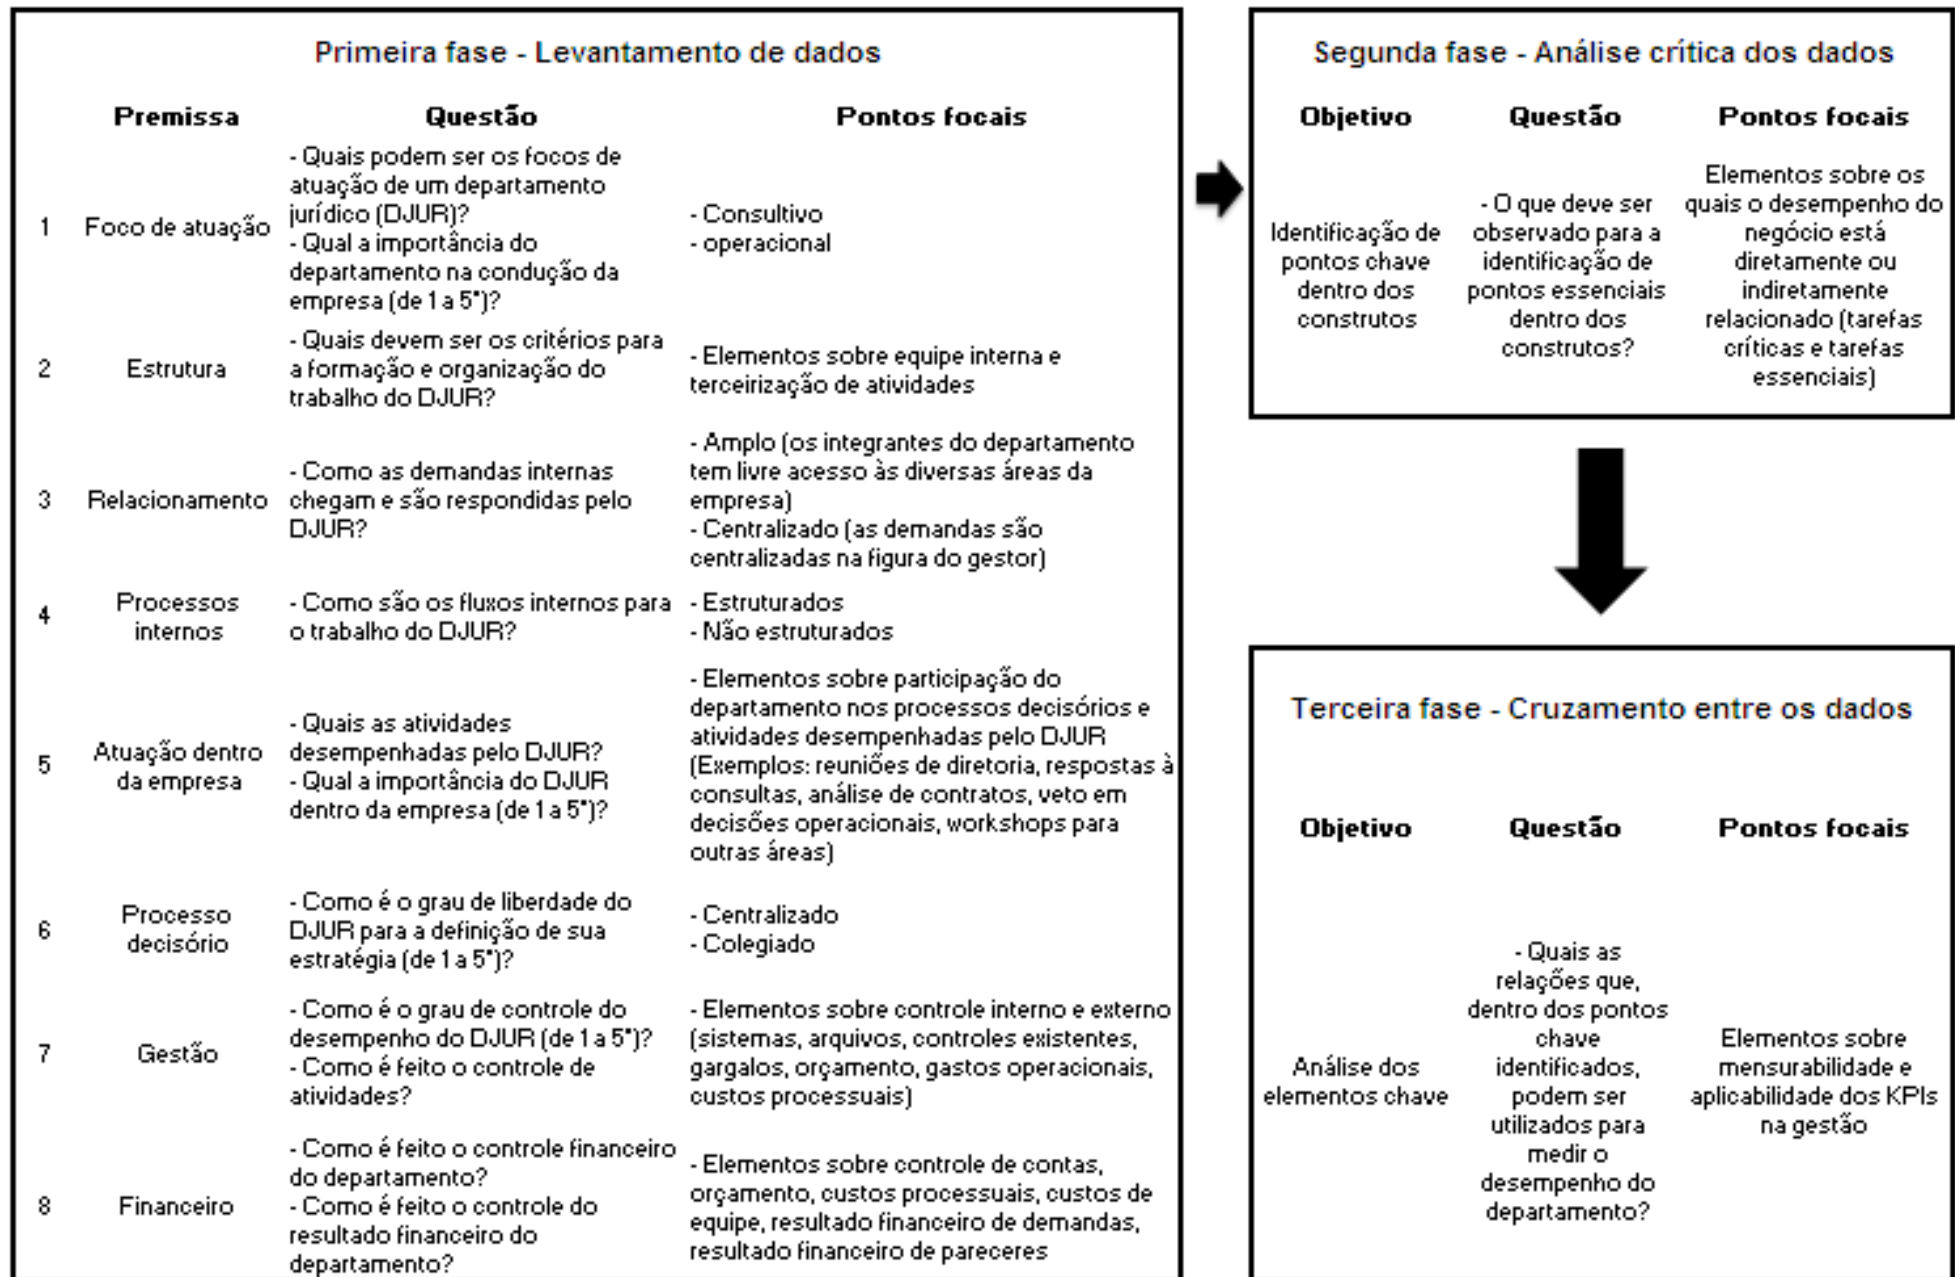 Primeira fase - Levantamento de dados
Premissa Questão Pontos focais
1 Foco de atuação
- Quais podem ser os focos de
atuação de um departamento
jurídico (DJUR)?
- Qual a importância do
departamento na condução da
empresa (de 1 a 5*)?
- Consultivo
- operacional
2 Estrutura
- Quais devem ser os critérios para
a formação e organização do
trabalho do DJUR?
- Elementos sobre equipe interna e
terceirização de atividades
3 Relacionamento
- Como as demandas internas
chegam e são respondidas pelo
DJUR?
- Amplo (os integrantes do departamento
tem livre acesso às diversas áreas da
empresa)
- Centralizado (as demandas são
centralizadas na figura do gestor)
4 Processos
internos
- Como são os fluxos internos para
o trabalho do DJUR?
- Estruturados
- Não estruturados
5 Atuação dentro
da empresa
- Quais as atividades
desempenhadas pelo DJUR?
- Qual a importância do DJUR
dentro da empresa (de 1 a 5*)?
- Elementos sobre participação do
departamento nos processos decisórios e
atividades desempenhadas pelo DJUR
(Exemplos: reuniões de diretoria, respostas à
consultas, análise de contratos, veto em
decisões operacionais, workshops para
outras áreas)
6 Processo
decisório
- Como é o grau de liberdade do
DJUR para a definição de sua
estratégia (de 1 a 5*)?
- Centralizado
- Colegiado
7 Gestão
- Como é o grau de controle do
desempenho do DJUR (de 1 a 5*)?
- Como é feito o controle de
atividades?
- Elementos sobre controle interno e externo
(sistemas, arquivos, controles existentes,
gargalos, orçamento, gastos operacionais,
custos processuais)
8 Financeiro
- Como é feito o controle financeiro
do departamento?
- Como é feito o controle do
resultado financeiro do
departamento?
- Elementos sobre controle de contas,
orçamento, custos processuais, custos de
equipe, resultado financeiro de demandas,
resultado financeiro de pareceres
Segunda fase - Análise crítica dos dados
Objetivo Questão Pontos focais
Identificação de
pontos chave
dentro dos
construtos
- O que deve ser
observado para a
identificação de
pontos essenciais
dentro dos
construtos?
Elementos sobre os
quais o desempenho do
negócio está
diretamente ou
indiretamente
relacionado (tarefas
críticas e tarefas
essenciais)
Terceira fase - Cruzamento entre os dados
Objetivo Questão Pontos focais
Análise dos
elementos chave
- Quais as
relações que,
dentro dos pontos
chave
identificados,
podem ser
utilizados para
medir o
desempenho do
departamento?
Elementos sobre
mensurabilidade e
aplicabilidade dos KPIs
na gestão